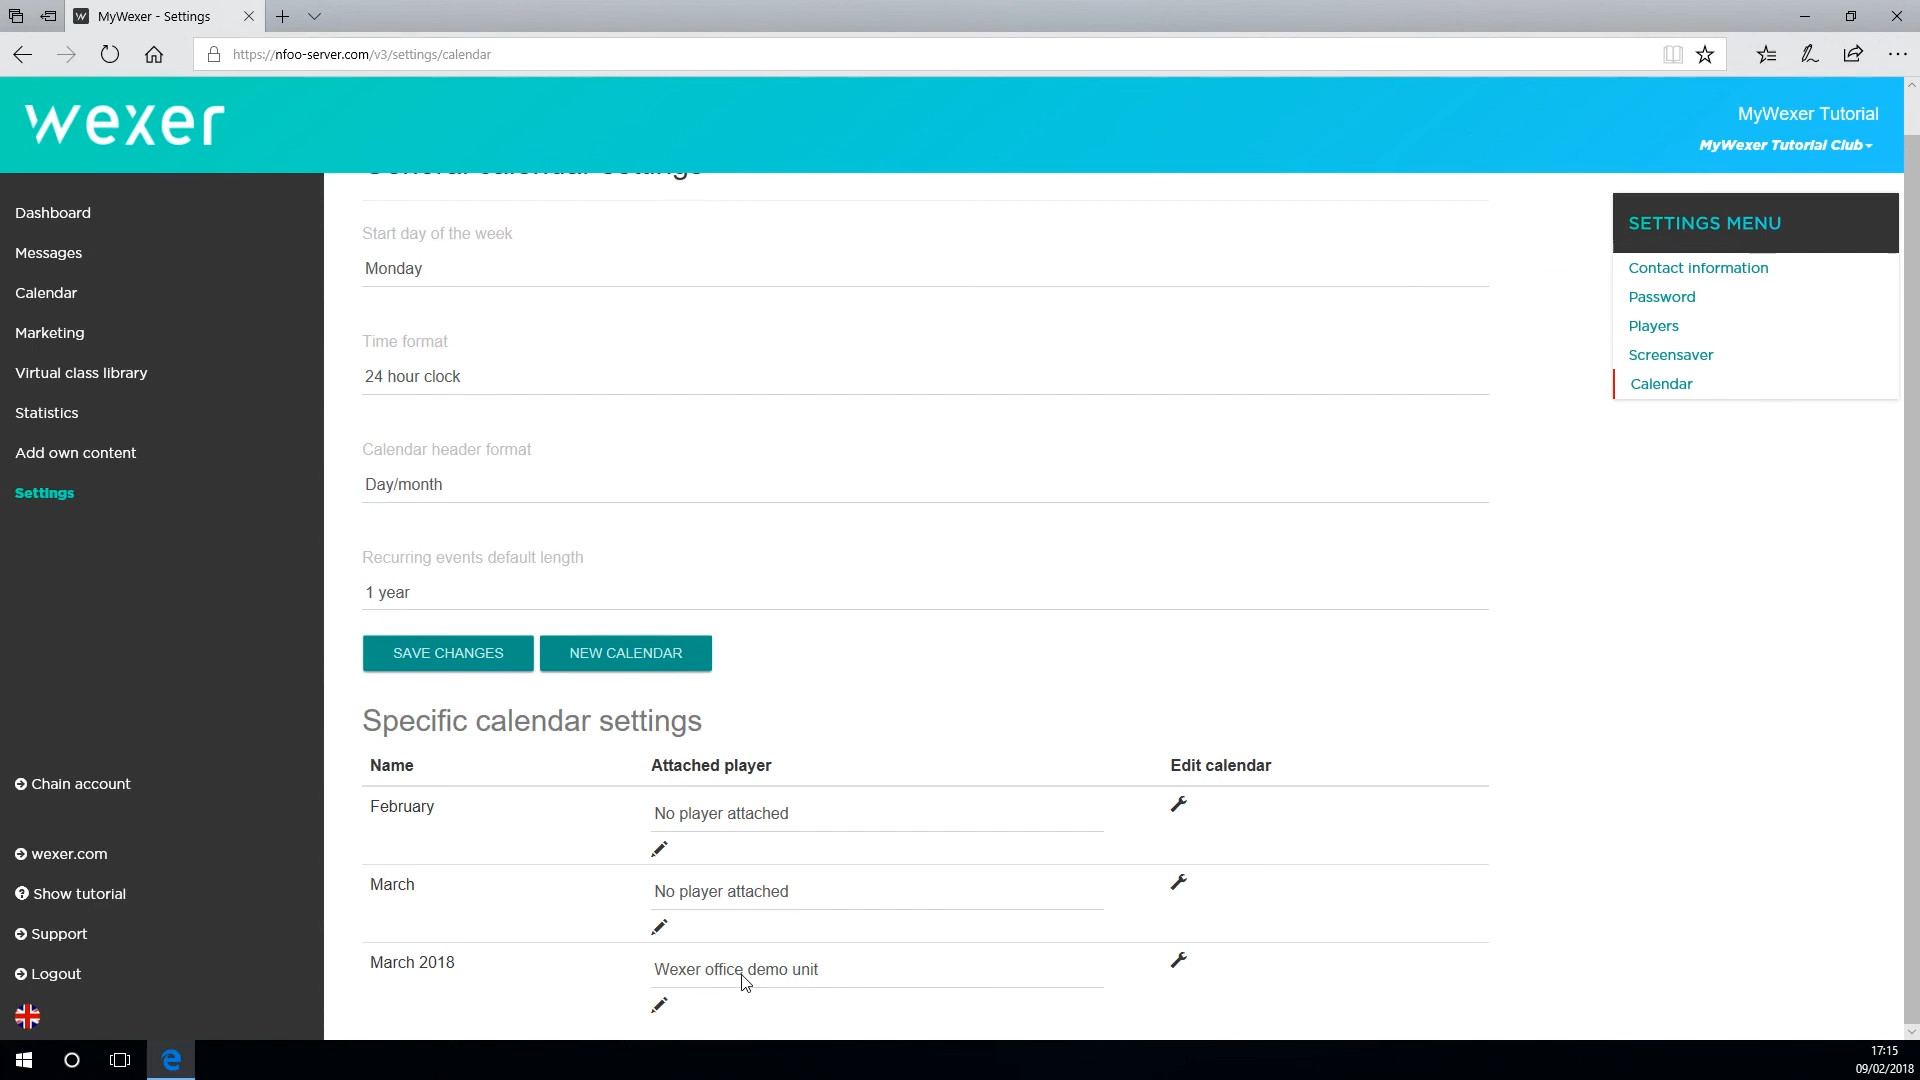 MyWexer - Settings
https://nfoo-server.com/v3/settings/calendar
wexer
MyWexer Tutorial
MyWexer Tutorial Club
Dashboard
Messages
Calendar
Marketing
Virtual class library
Statistics
Add own content
Settings
Chain account
wexer.com
Show tutorial
Support
Logout
General calendar settings
Start day of the week
Monday
Time format
24 hour clock
Calendar header format
Day/month
Recurring events default length
1 year
SAVE CHANGES NEW CALENDAR
Specific calendar settings
Name Attached player Edit calendar
February No player attached
March No player attached
March 2018 Wexer office demo unit
SETTINGS MENU
Contact information
Password
Players
Screensaver
Calendar
17:15
09/02/2018